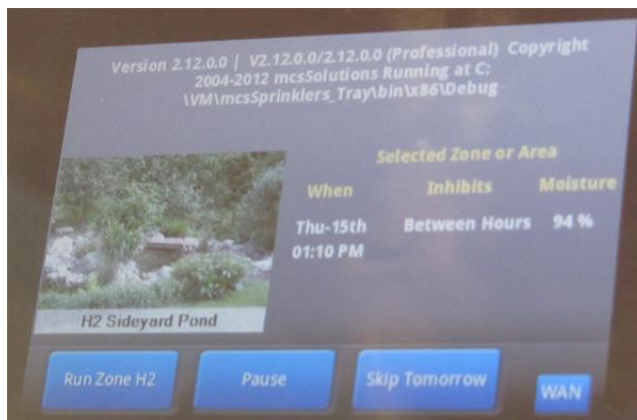 Version 2.12.0.0 | V2.12.0.0/2.12.0.0 (Professional) Copyright
2004-2012 mcsSolutions Running at C:
\VM\mcsSprinklers_Tray\bin\x86\Debug
Selected Zone or Area
When Inhibits Moisture
Thu-15th Between Hours 94 %
01:10 PM
H2 Sideyard Pond
Run Zone H2 Pause Skip Tomorrow WAN